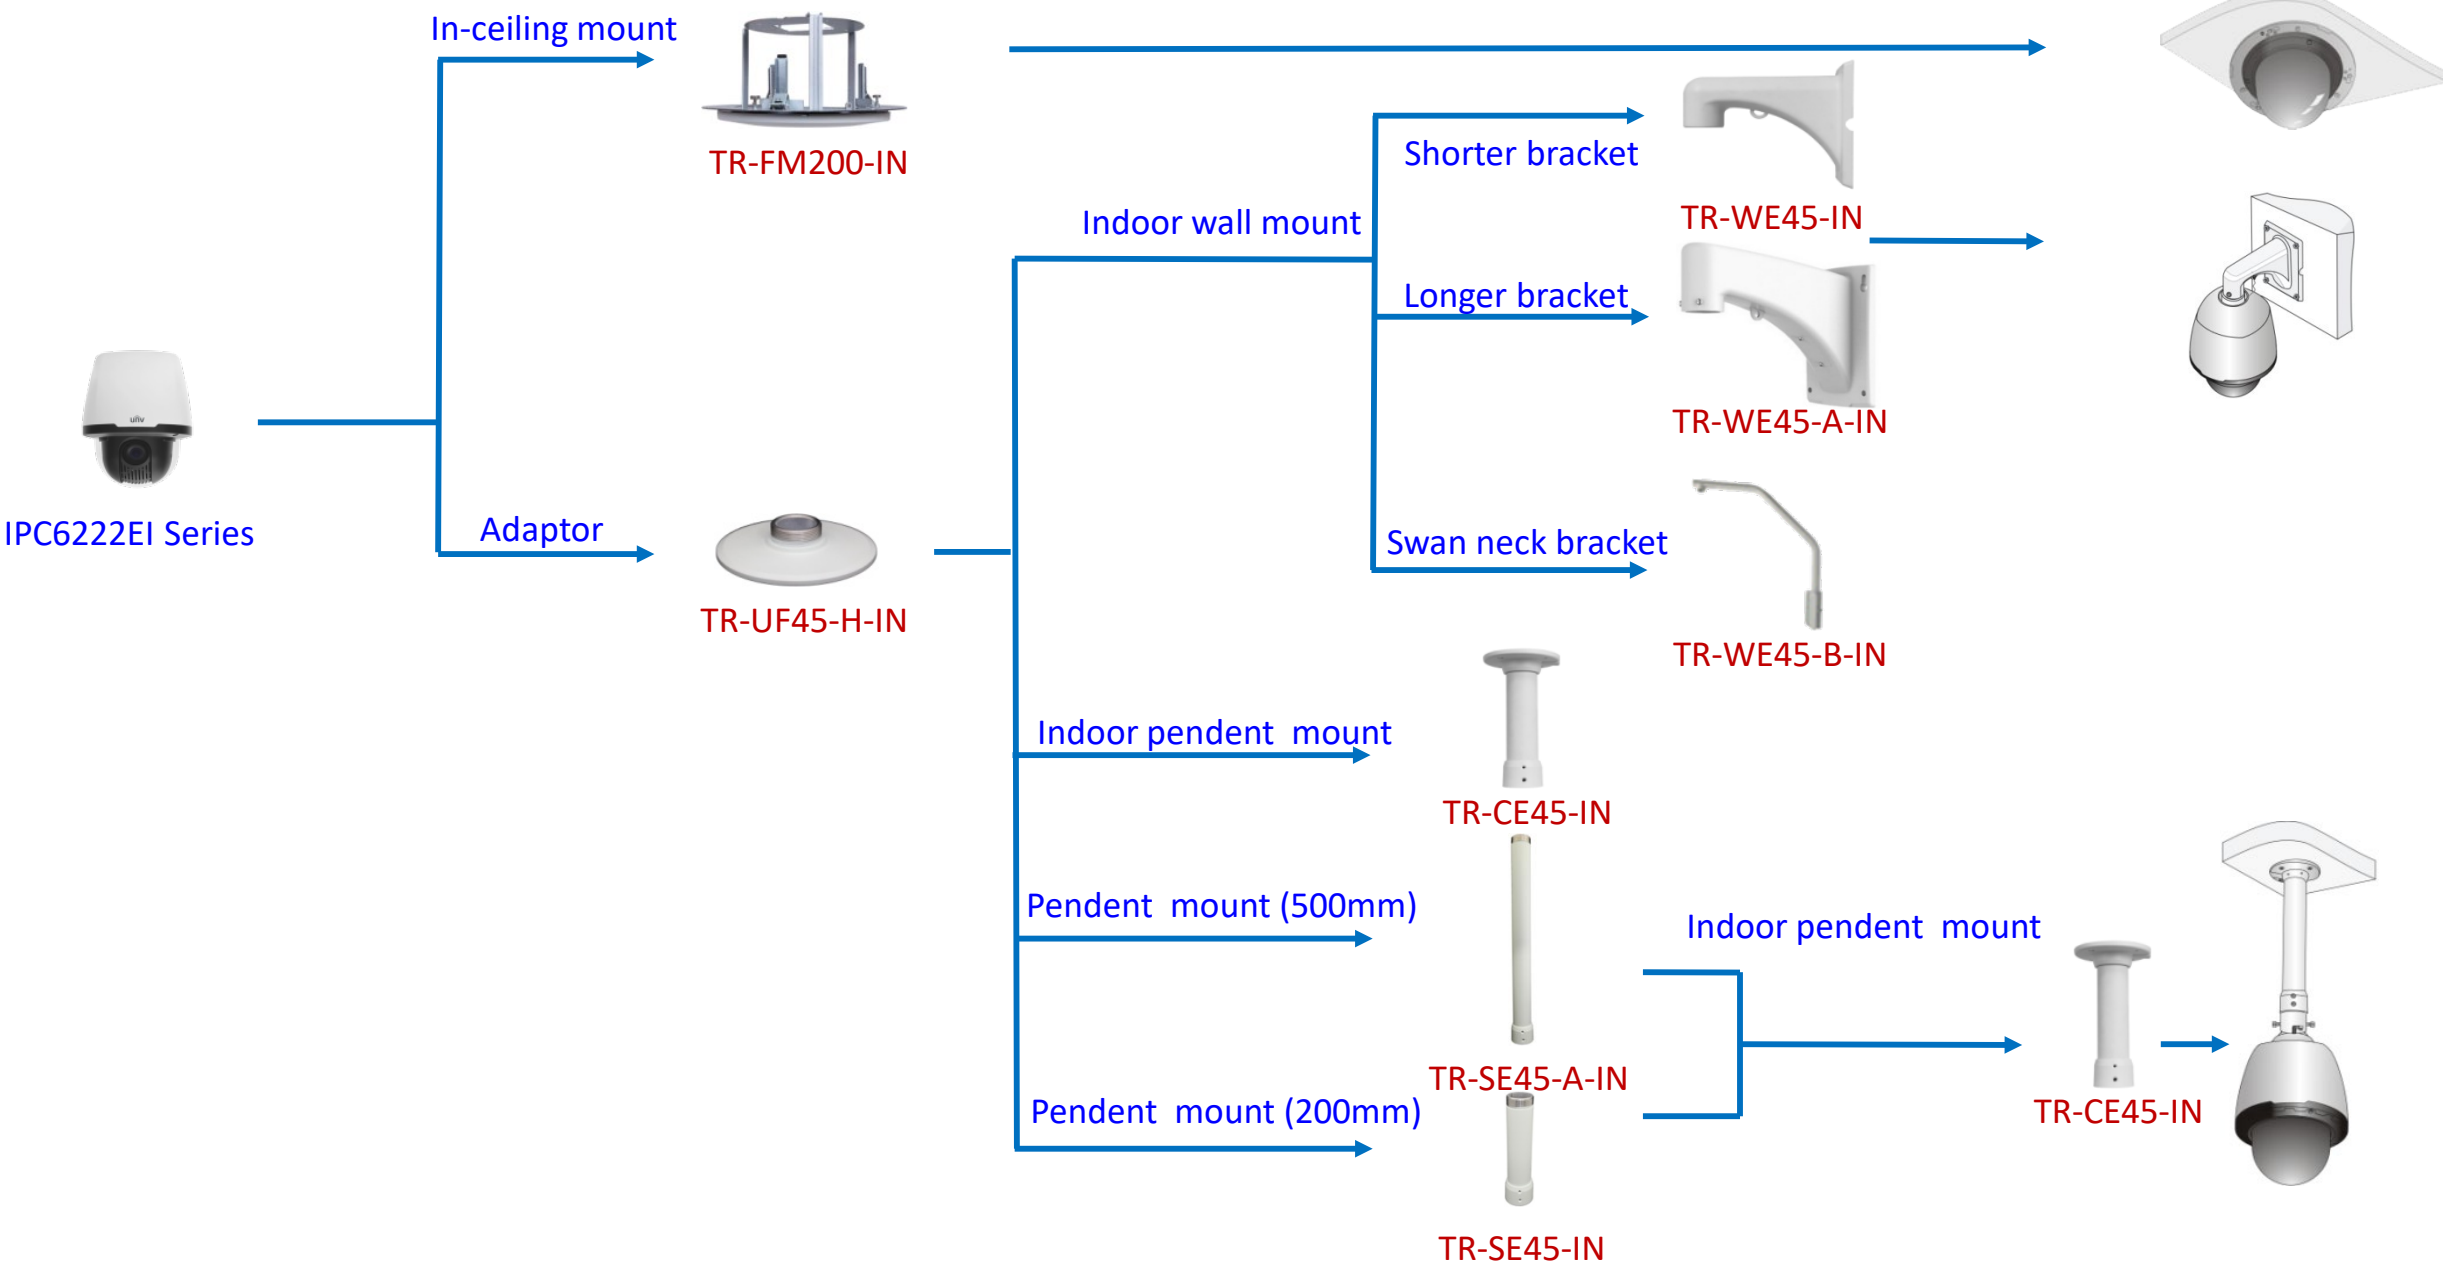 In-ceiling mount
TR-FM200-IN
Shorter bracket
TR-WE45-IN
Indoor wall mount
Longer bracket
TR-WE45-A-IN
unv
IPC6222EI Series
Adaptor
TR-UF45-H-IN
Swan neck bracket
TR-WE45-B-IN
Indoor pendent  mount
TR-CE45-IN
Pendent  mount (500mm)
TR-SE45-A-IN
Indoor pendent  mount
TR-CE45-IN
Pendent  mount (200mm)
TR-SE45-IN